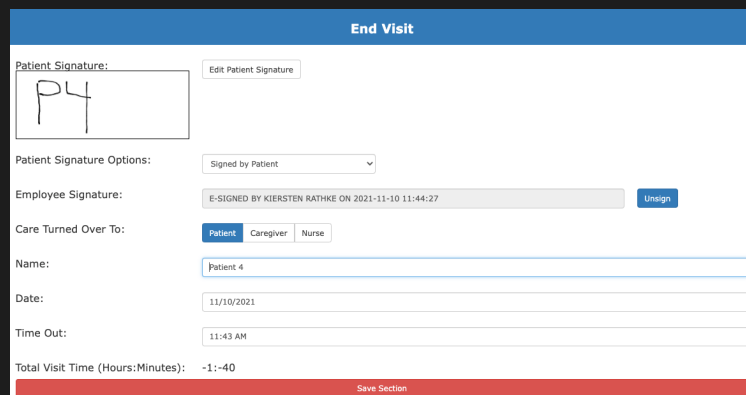 End Visit
Patient Signature:
Edit Patient Signature
P4
Patient Signature Options:
Signed by Patient
Employee Signature:
E-SIGNED BY KIERSTEN RATHKE ON 2021-11-10 11:44:27
Unsign
Care Turned Over To:
Patient Caregiver Nurse
Name:
Patient 4
Date:
11/10/2021
Time Out:
11:43 AM
Total Visit Time (Hours:Minutes): -1:-40
Save Section